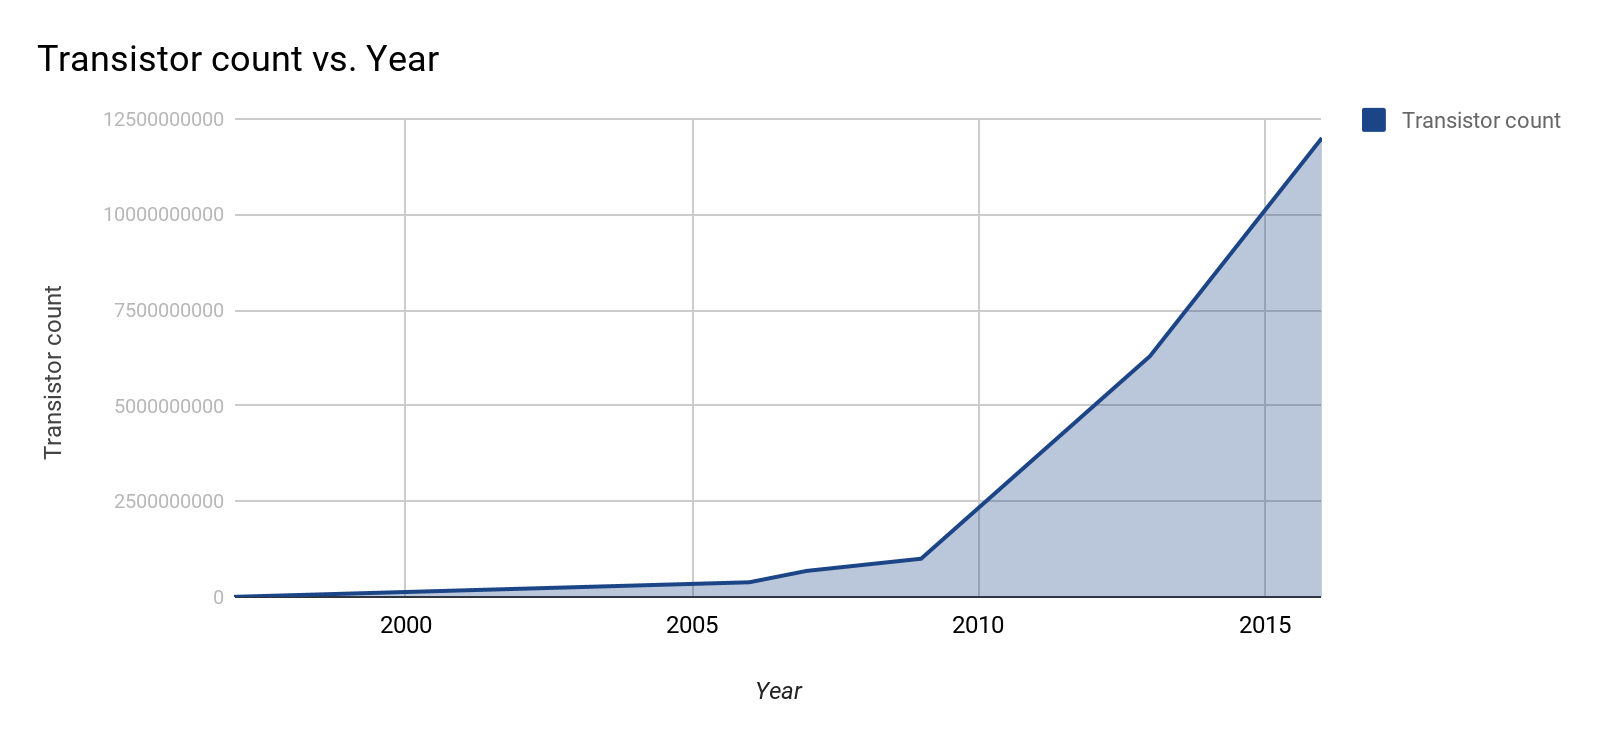 Transistor count vs. Year
12500000000
10000000000
7500000000
5000000000
2500000000
0
Transistor count
2000
2005
2010
2015
Year
Transistor count